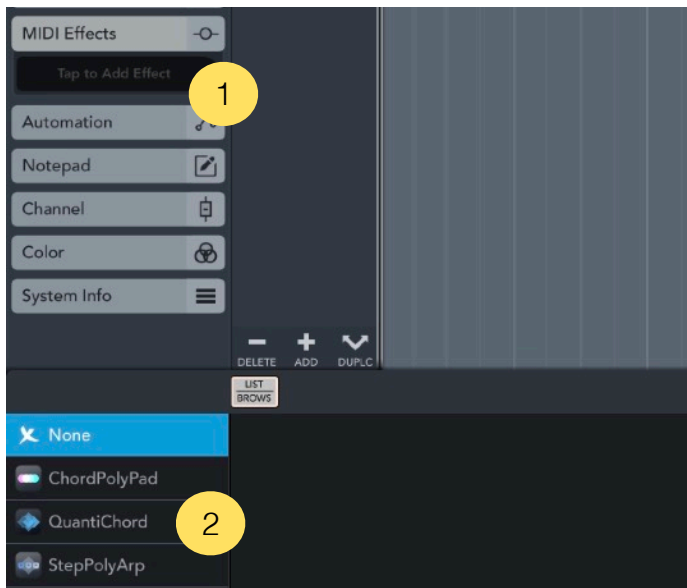 MIDI Effects
Tap to Add Effect
1
Automation
Notepad
Channel
Color
System Info
DELETE ADD DUPLC
LIST
BROWS
None
ChordPolyPad
QuantiChord
2
StepPolyArp